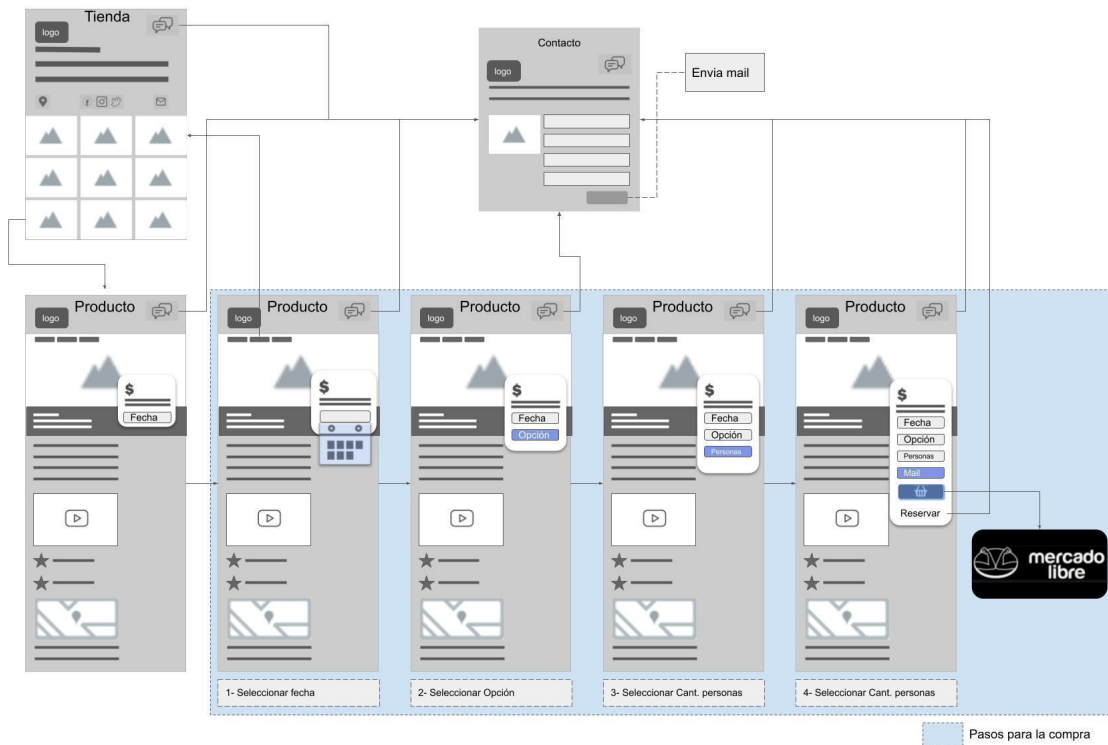 Tienda
logo
Contacto
logo
Envia mail
Producto
logo
$
Fecha
Producto
logo
$
Producto
logo
$
Fecha
Opción
Producto
logo
$
Fecha
Opción
Personas
Producto
logo
$
Fecha
Opción
Personas
Mail
Reservar
mercado
libre
1- Seleccionar fecha
2- Seleccionar Opción
3- Seleccionar Cant. personas
4- Seleccionar Cant. personas
Pasos para la compra